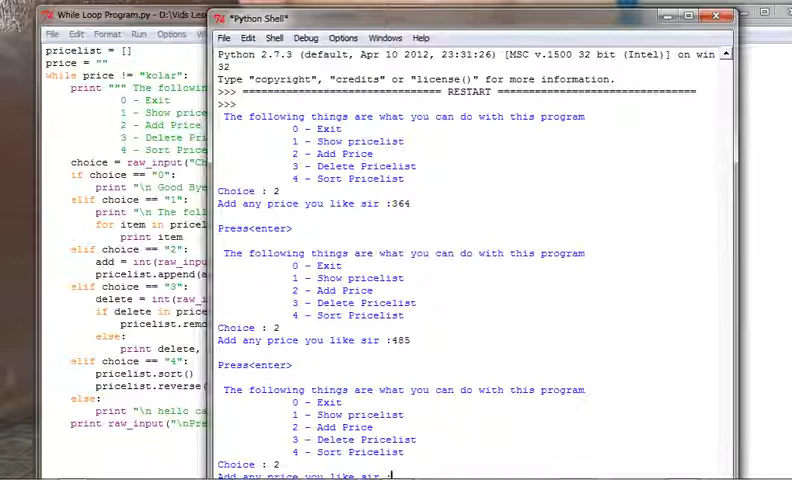 While Loop Program.py - D:\Vids Les
File Edit Format Run Options
pricelist = []
price = ""
while price != "kolar":
print """ The followin
0 - Exit
1 - Show price
2 - Add Price
3 - Delete Pri
4 - Sort Price
choice = raw_input("Ch
if choice == "0":
print "\n Good Bye
elif choice == "1":
print "\n The foll
for item in pricel
print item
elif choice == "2":
add = int(raw_inpu
pricelist.append(a
elif choice == "3":
delete = int(raw_i
if delete in price
pricelist.remo
else:
print delete,
elif choice == "4":
pricelist.sort()
pricelist.reverse(
else:
print "\n hello ca
print raw_input("\nPre
*Python Shell*
File Edit Shell Debug Options Windows Help
Python 2.7.3 (default, Apr 10 2012, 23:31:26) [MSC v.1500 32 bit (Intel)] on win
32
Type "copyright", "credits" or "license()" for more information.
>>> ================================ RESTART ================================
>>>
The following things are what you can do with this program
0 - Exit
1 - Show pricelist
2 - Add Price
3 - Delete Pricelist
4 - Sort Pricelist
Choice : 2
Add any price you like sir :364
Press<enter>
The following things are what you can do with this program
0 - Exit
1 - Show pricelist
2 - Add Price
3 - Delete Pricelist
4 - Sort Pricelist
Choice : 2
Add any price you like sir :485
Press<enter>
The following things are what you can do with this program
0 - Exit
1 - Show pricelist
2 - Add Price
3 - Delete Pricelist
4 - Sort Pricelist
Choice : 2
Add any price you like sir :